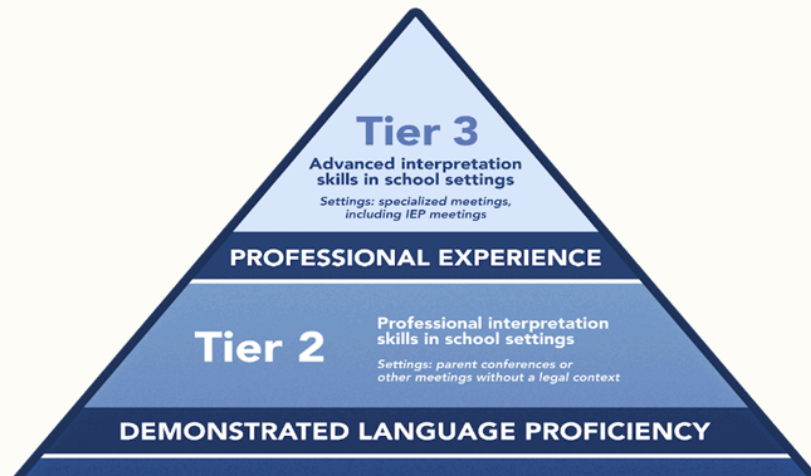 Tier 3
Advanced interpretation
skills in school settings
Settings: specialized meetings,
including IEP meetings
PROFESSIONAL EXPERIENCE
Tier 2
Professional interpretation
skills in school settings
Settings: parent conferences or
other meetings without a legal context
DEMONSTRATED LANGUAGE PROFICIENCY